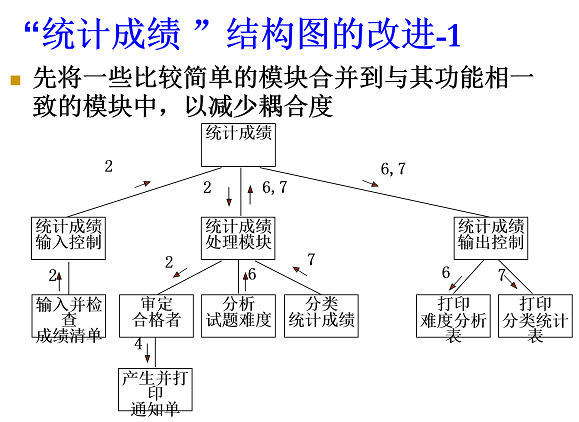 “统计成绩 ”结构图的改进-1
先将一些比较简单的模块合并到与其功能相一
致的模块中，以减少耦合度
统计成绩
2
2
6,7
6,7
统计成绩
输入控制
统计成绩
处理模块
统计成绩
输出控制
2
2
6
7
6
7
输入并检
查
成绩清单
审定
合格者
分析
试题难度
分类
统计成绩
打印
难度分析
表
打印
分类统计
表
4
产生并打
印
通知单